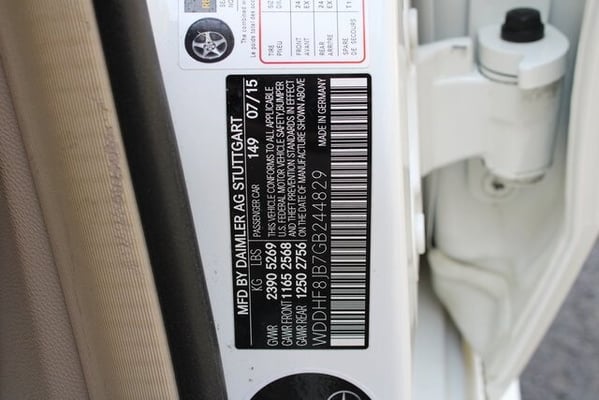 TIRE
PNEU
FRONT
AVANT
REAR
ARRIÈRE
SPARE
DE SECOURS
MFD BY DAIMLER AG STUTTGART
PASSENGER CAR 149 07/15
KG LBS
GVWR 2390 5269
GAWR FRONT 1165 2568
GAWR REAR 1250 2756
THIS VEHICLE CONFORMS TO ALL APPLICABLE
U.S. FEDERAL MOTOR VEHICLE SAFETY, BUMPER
AND THEFT PREVENTION STANDARDS IN EFFECT
ON THE DATE OF MANUFACTURE SHOWN ABOVE
WDDHF8JB7GB244829 MADE IN GERMANY